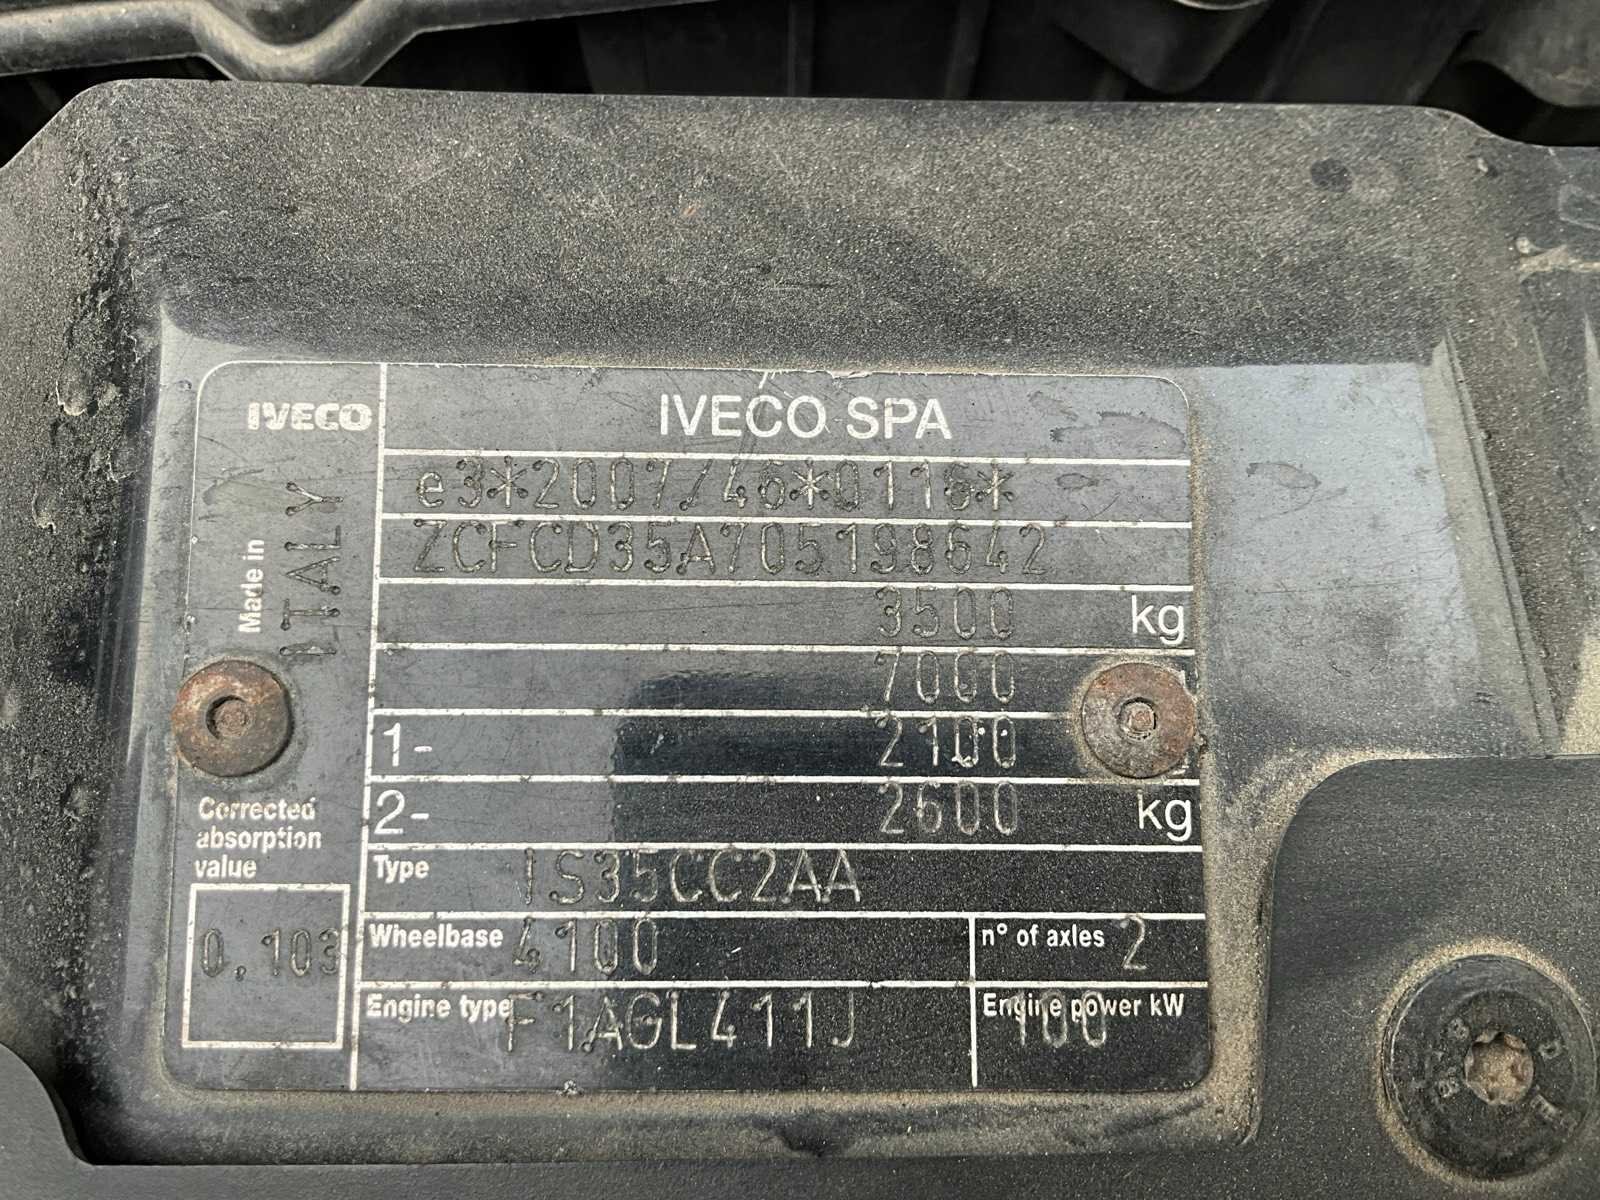 IVECO
IVECO SPA
e3*2007/46*0116*
ZCFCD35A705198642
Made in ITALY
3500 kg
7000
1- 2100
2- 2600 kg
Corrected
absorption
value
0,103
Type IS35CC2AA
Wheelbase 4100 n° of axles 2
Engine type F1AGL411J Engine power kW 100